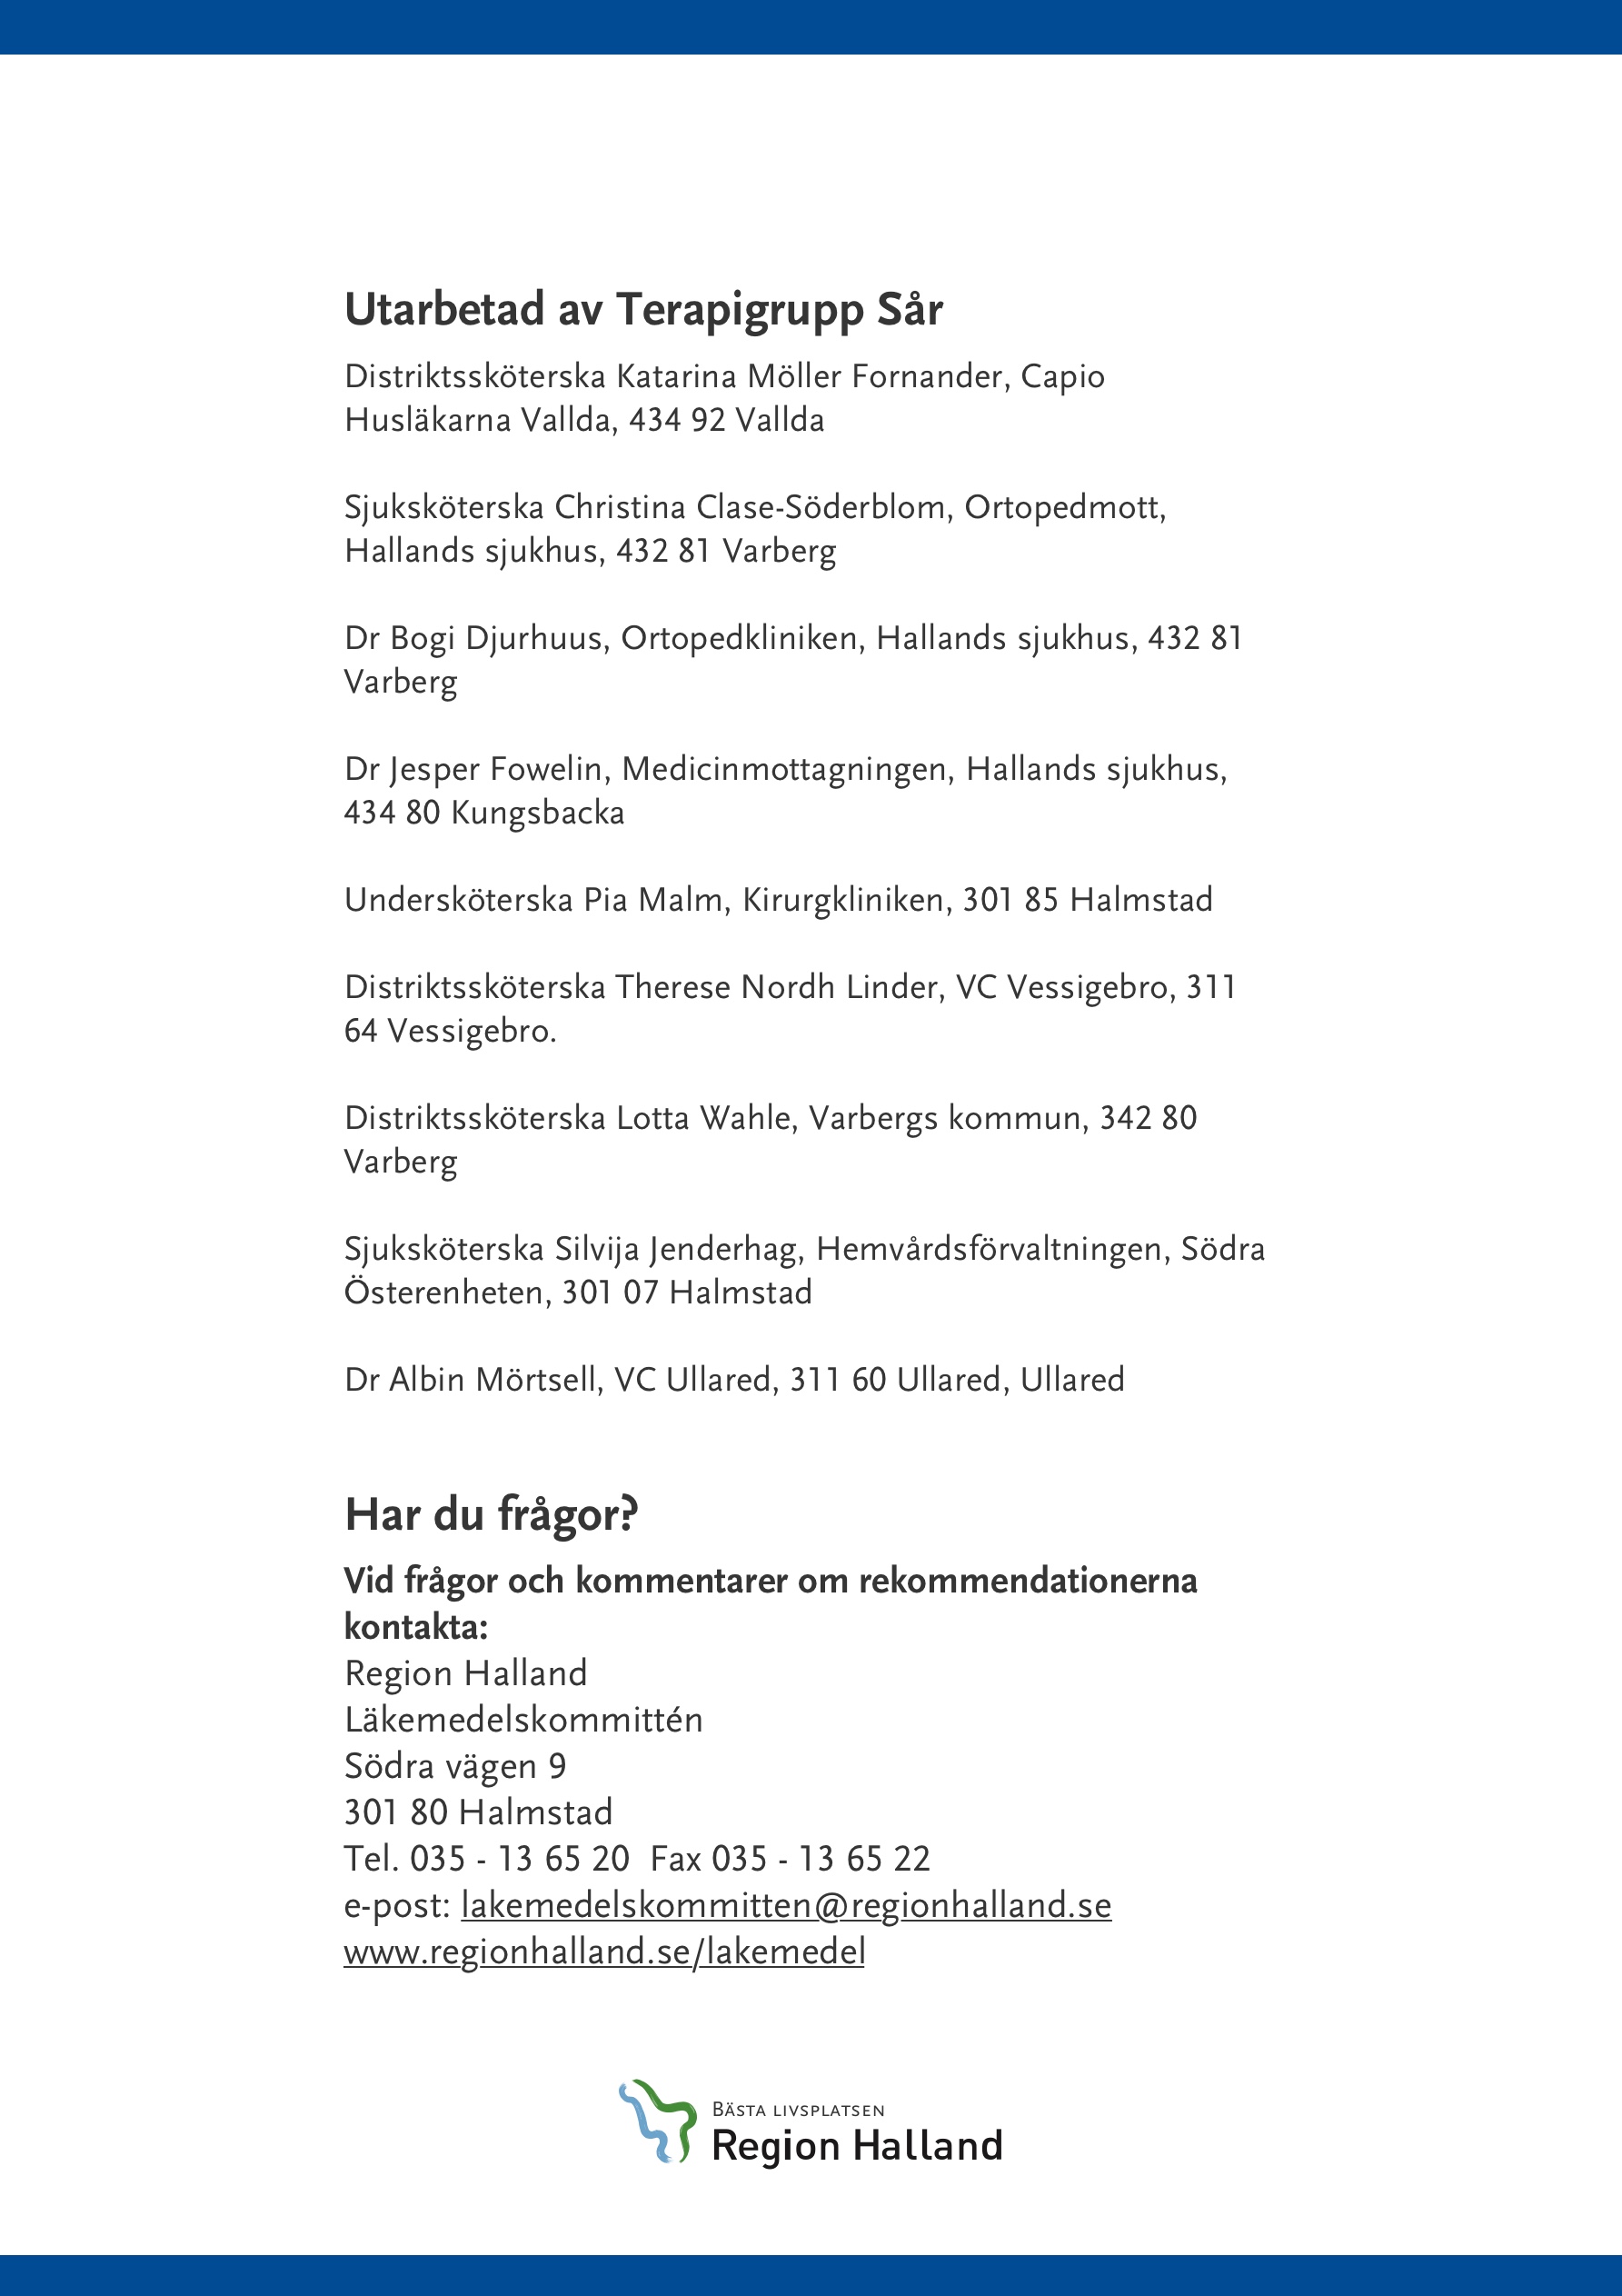 Utarbetad av Terapigrupp Sår
Distriktssköterska Katarina Möller Fornander, Capio
Husläkarna Vallda, 434 92 Vallda
Sjuksköterska Christina Clase-Söderblom, Ortopedmott,
Hallands sjukhus, 432 81 Varberg
Dr Bogi Djurhuus, Ortopedkliniken, Hallands sjukhus, 432 81
Varberg
Dr Jesper Fowelin, Medicinmottagningen, Hallands sjukhus,
434 80 Kungsbacka
Undersköterska Pia Malm, Kirurgkliniken, 301 85 Halmstad
Distriktssköterska Therese Nordh Linder, VC Vessigebro, 311
64 Vessigebro.
Distriktssköterska Lotta Wahle, Varbergs kommun, 342 80
Varberg
Sjuksköterska Silvija Jenderhag, Hemvårdsförvaltningen, Södra
Österenheten, 301 07 Halmstad
Dr Albin Mörtsell, VC Ullared, 311 60 Ullared, Ullared
Har du frågor?
Vid frågor och kommentarer om rekommendationerna
kontakta:
Region Halland
Läkemedelskommittén
Södra vägen 9
301 80 Halmstad
Tel. 035 - 13 65 20  Fax 035 - 13 65 22
e-post: lakemedelskommitten@regionhalland.se
www.regionhalland.se/lakemedel
Bästa livsplatsen
Region Halland